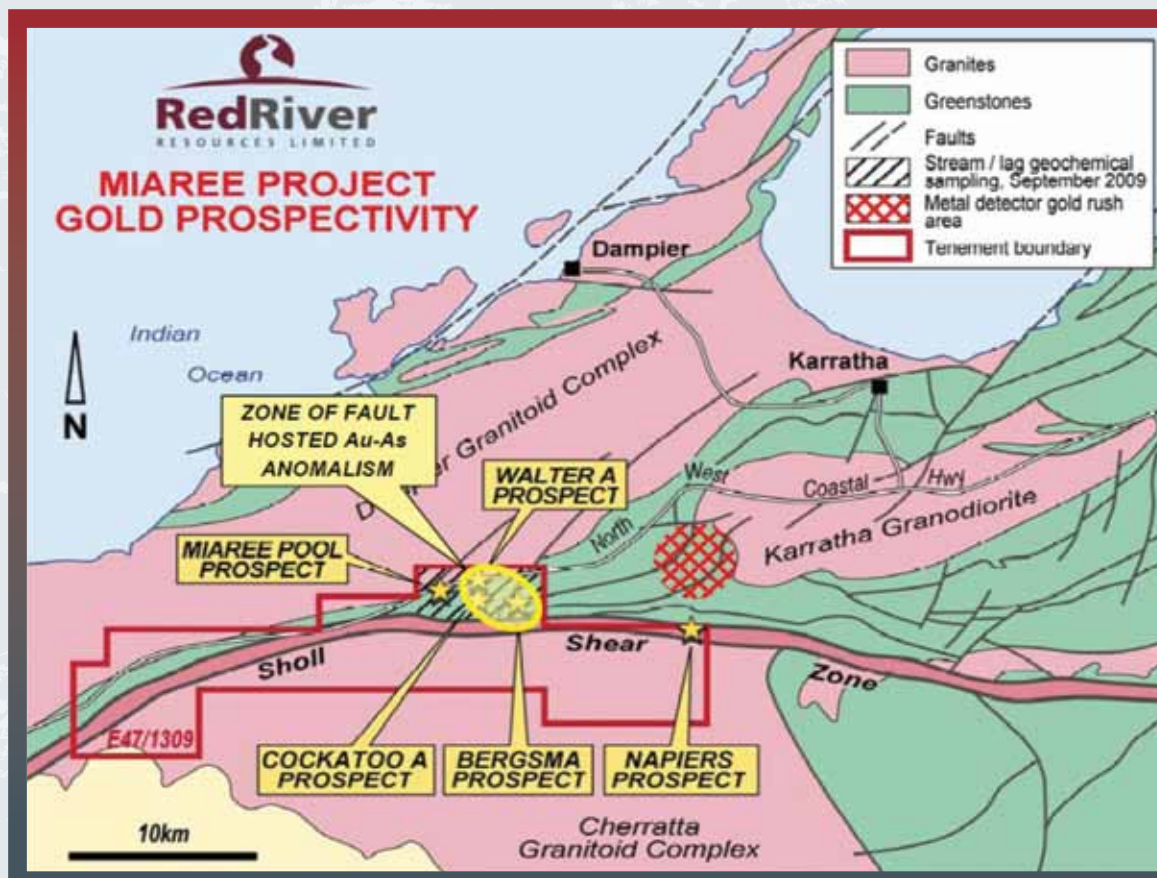 RedRiver
RESOURCES LIMITED
MIAREE PROJECT
GOLD PROSPECTIVITY
Granites
Greenstones
Faults
Stream / lag geochemical
sampling, September 2009
Metal detector gold rush
area
Tenement boundary
Dampier
Indian
Ocean
N
Karratha
ZONE OF FAULT
HOSTED Au-As
ANOMALISM
Granitoid Complex
WALTER A
PROSPECT
North
West
Coastal
Hwy
Karratha Granodiorite
MIAREE POOL
PROSPECT
Sholl
Shear
Zone
E47/1309
COCKATOO A
PROSPECT
BERGSMA
PROSPECT
NAPIERS
PROSPECT
10km
Cherratta
Granitoid Complex